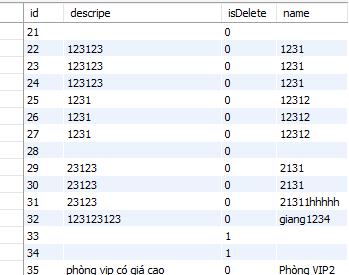 id descripe isDelete name
21 0
22 123123 0 1231
23 123123 0 1231
24 123123 0 1231
25 1231 0 12312
26 1231 0 12312
27 1231 0 12312
28 0
29 23123 0 2131
30 23123 0 2131
31 23123 0 21311hhhhh
32 123123123 0 giang1234
33 1
34 1
35 phòng vip có giá cao 0 Phòng VIP2